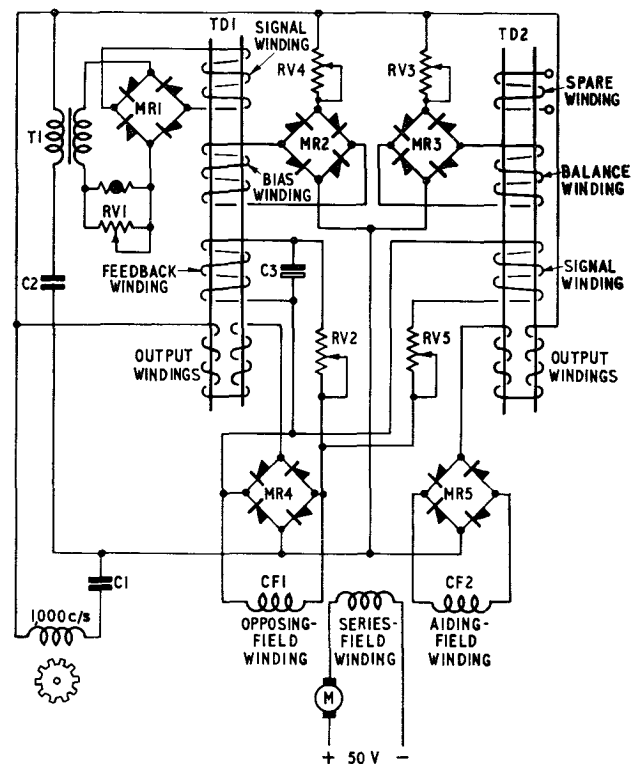 TD1
SIGNAL
WINDING
RV4
RV3
TD2
SPARE
WINDING
T1
MR1
MR2
MR3
BIAS
WINDING
BALANCE
WINDING
RV1
C2
FEEDBACK
WINDING
C3
SIGNAL
WINDING
RV2
RV5
OUTPUT
WINDINGS
OUTPUT
WINDINGS
MR4
MR5
C1
1000c/s
CF1
OPPOSING-
FIELD
WINDING
SERIES-
FIELD
WINDING
CF2
AIDING-
FIELD
WINDING
M
+ 50 V −